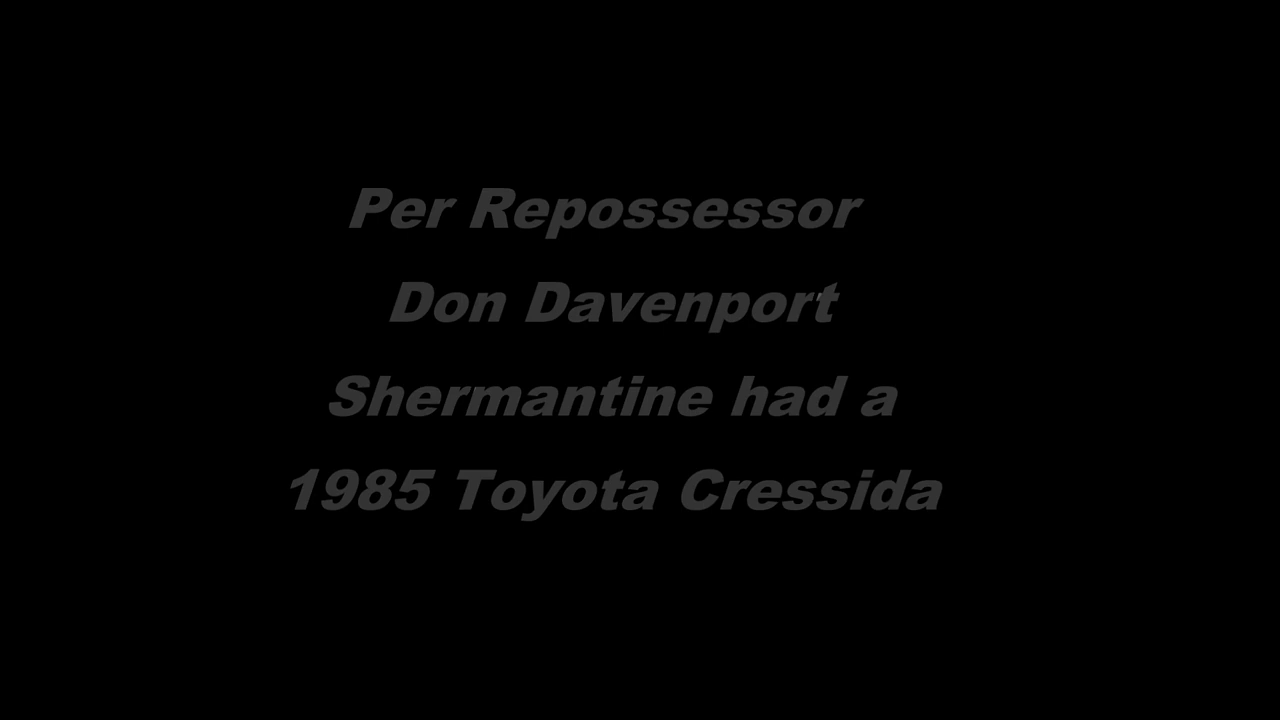 Per Repossessor
Don Davenport
Shermantine had a
1985 Toyota Cressida